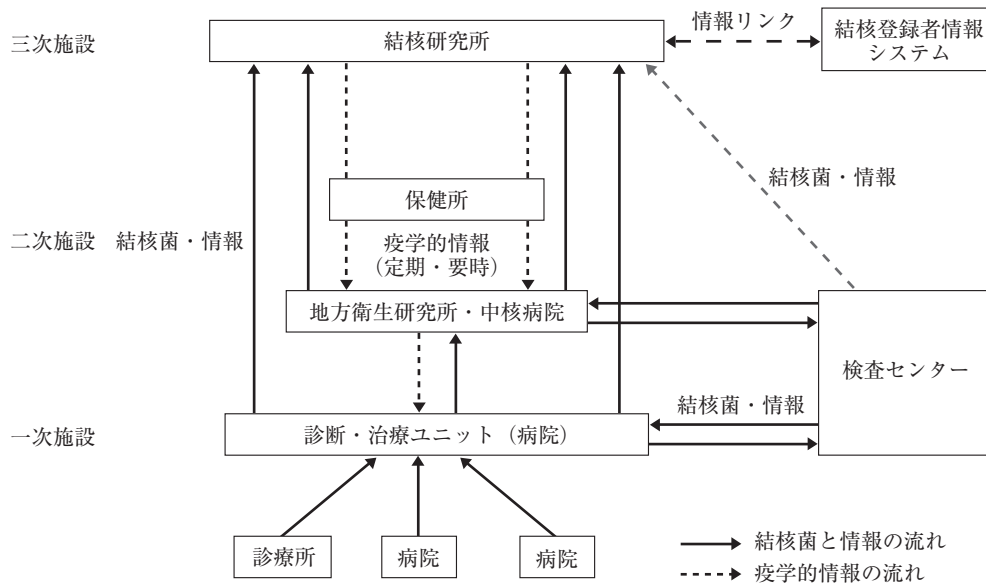 三次施設
結核研究所
情報リンク
結核登録者情報
システム
結核菌・情報
保健所
二次施設
結核菌・情報
疫学的情報
（定期・要時）
地方衛生研究所・中核病院
検査センター
結核菌・情報
一次施設
診断・治療ユニット（病院）
診療所
病院
病院
結核菌と情報の流れ
疫学的情報の流れ